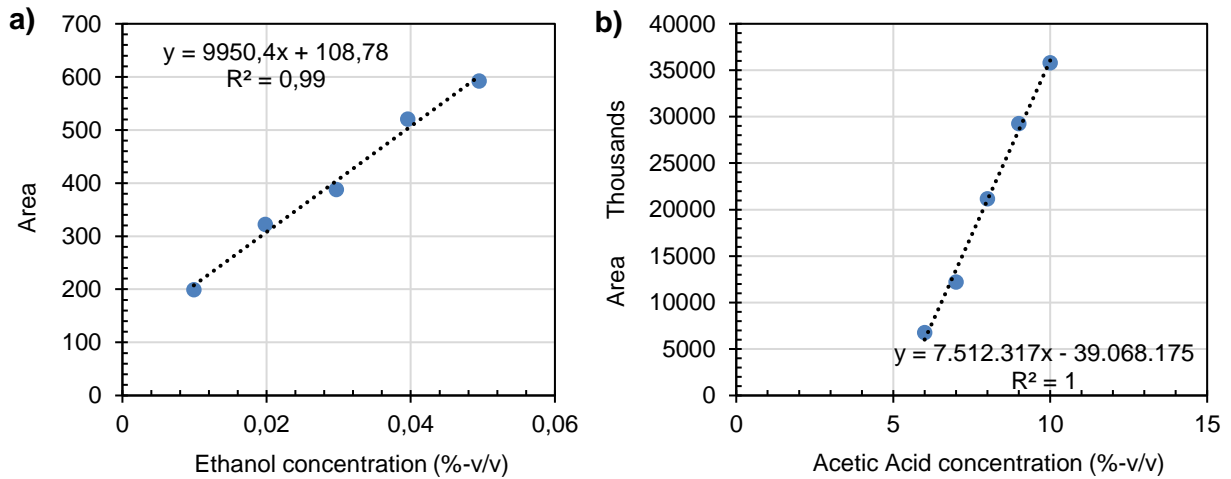 a)
700
600
500
400
300
200
100
0
Area
y = 9950,4x + 108,78
R² = 0,99
0
0,02
0,04
0,06
Ethanol concentration (%-v/v)
b)
40000
35000
30000
25000
20000
15000
10000
5000
0
Area Thousands
y = 7.512.317x - 39.068.175
R² = 1
0
5
10
15
Acetic Acid concentration (%-v/v)